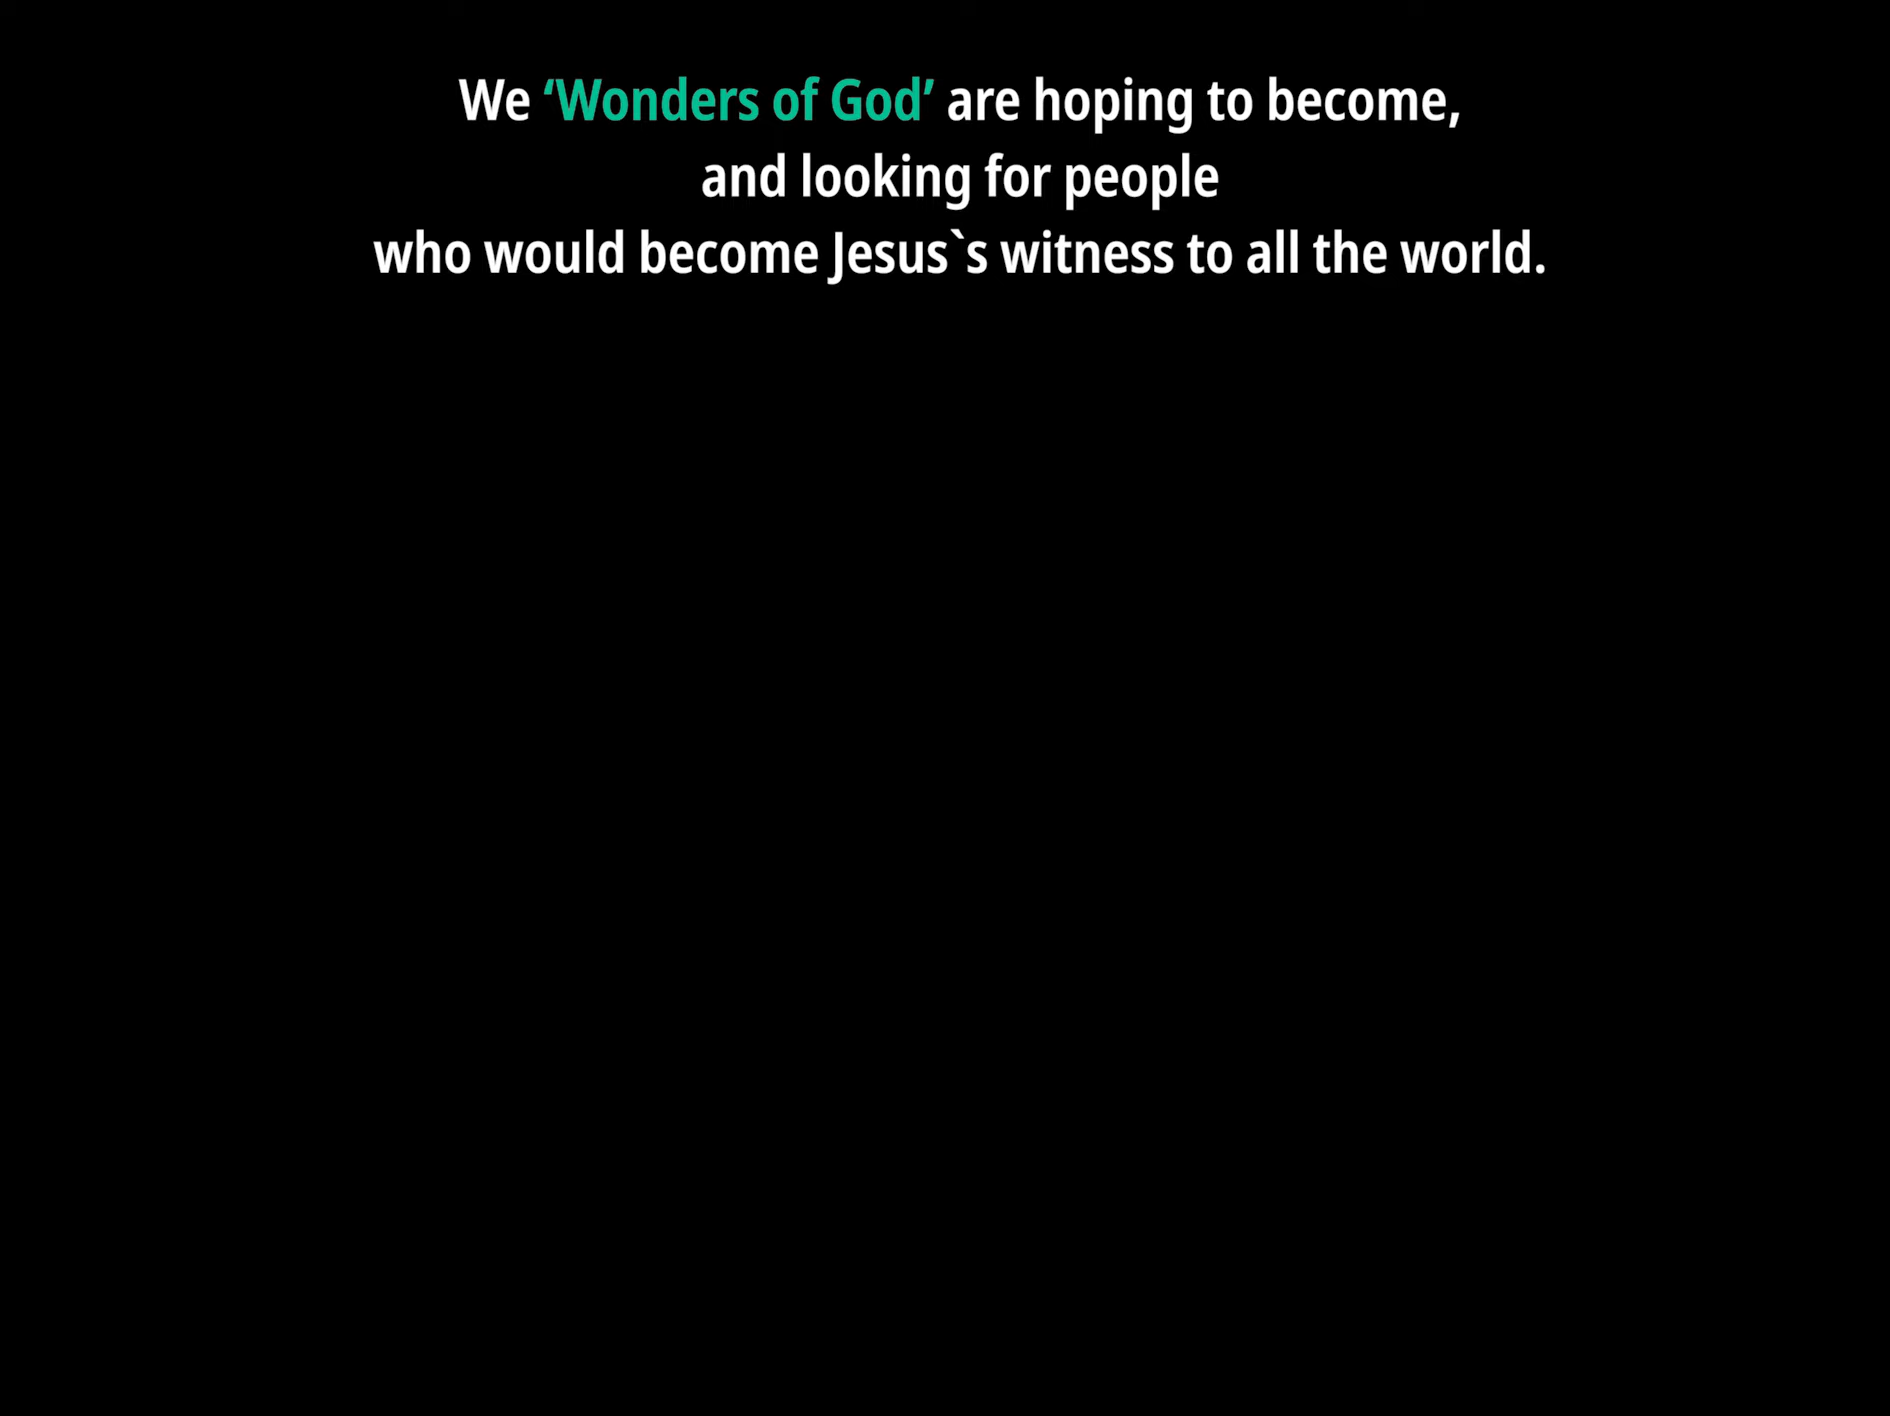 We ‘Wonders of God’ are hoping to become,
and looking for people
who would become Jesus`s witness to all the world.